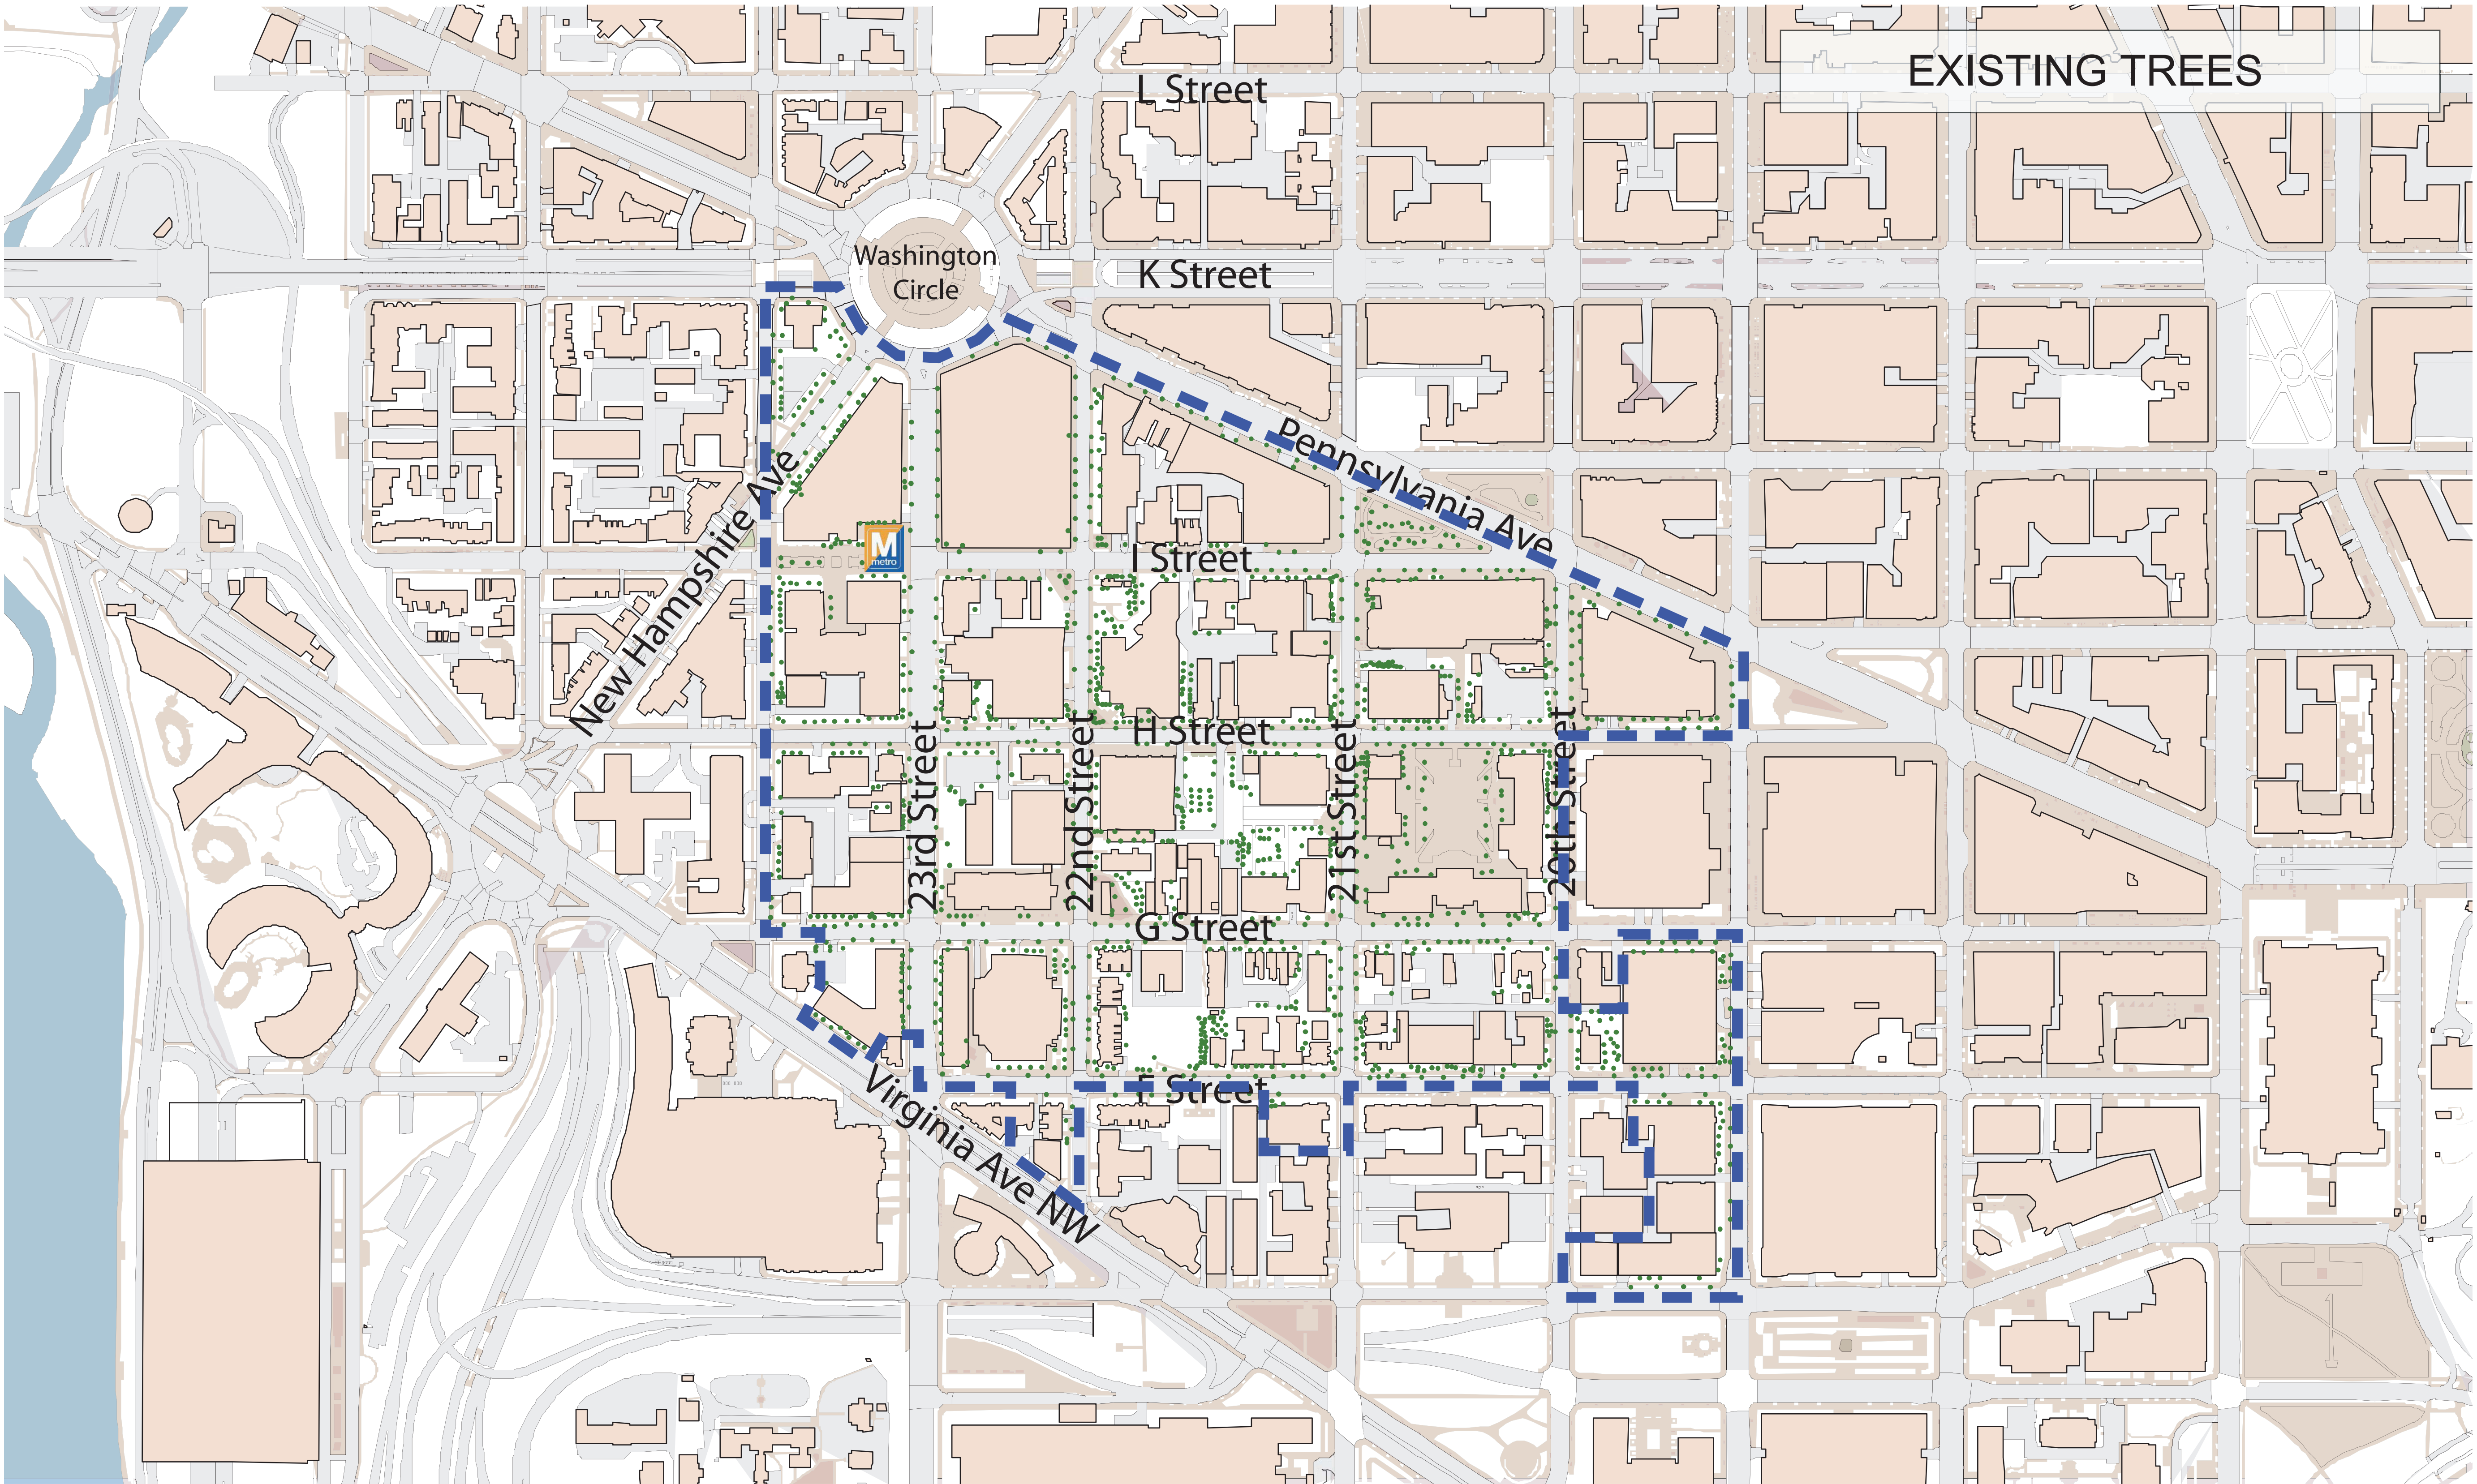 EXISTING TREES
L Street
Washington
Circle
K Street
Pennsylvania Ave
New Hampshire Ave
M
metro
I Street
H Street
23rd Street
22nd Street
21st Street
20th Street
G Street
F Street
Virginia Ave NW